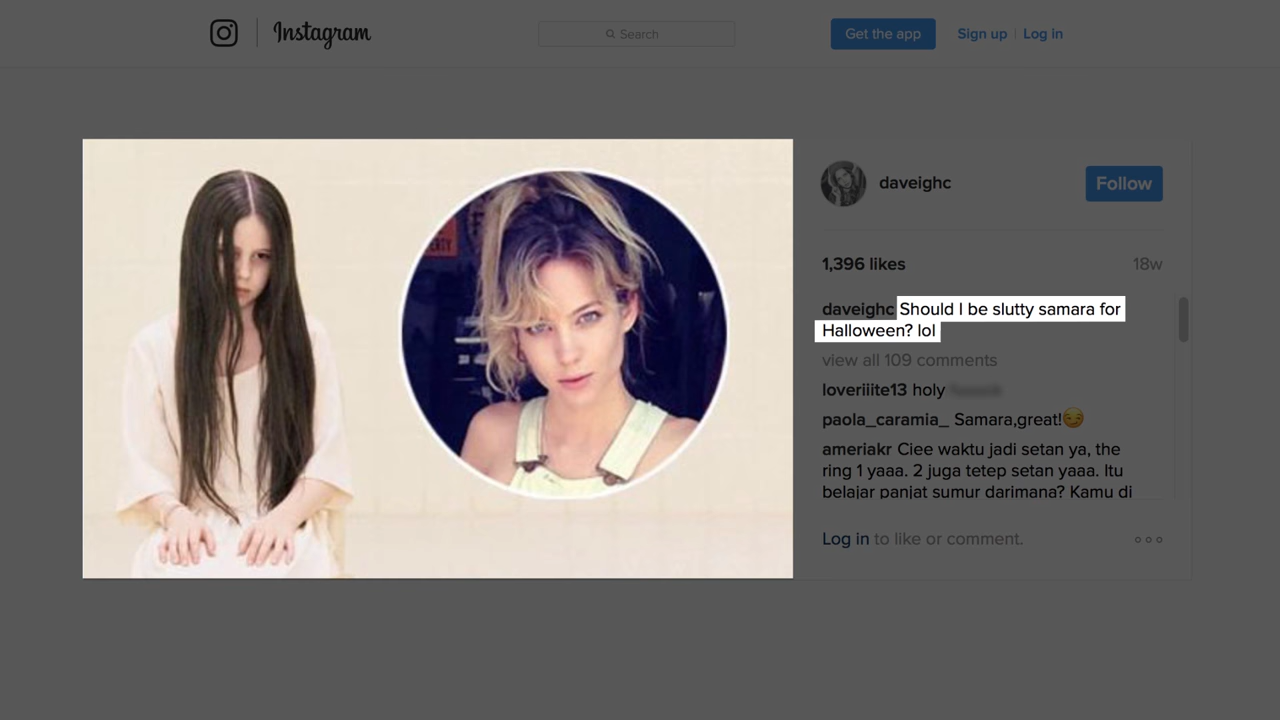 Instagram
Search
Get the app
Sign up | Log in
daveighc
Follow
1,396 likes
18w
daveighc Should I be slutty samara for
Halloween? lol
view all 109 comments
loveriiite13 holy
paola_caramia_ Samara,great!😏
ameriakr Ciee waktu jadi setan ya, the
ring 1 yaaa. 2 juga tetep setan yaaa. Itu
belajar panjat sumur darimana? Kamu di
Log in to like or comment.